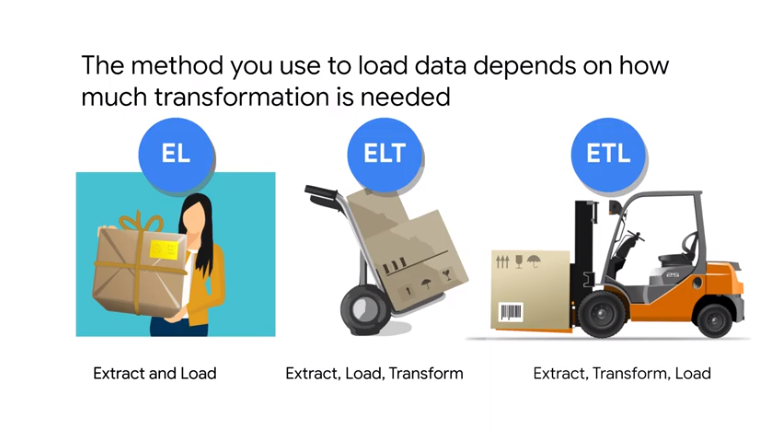 The method you use to load data depends on how
much transformation is needed
EL
ELT
ETL
Extract and Load
Extract, Load, Transform
Extract, Transform, Load